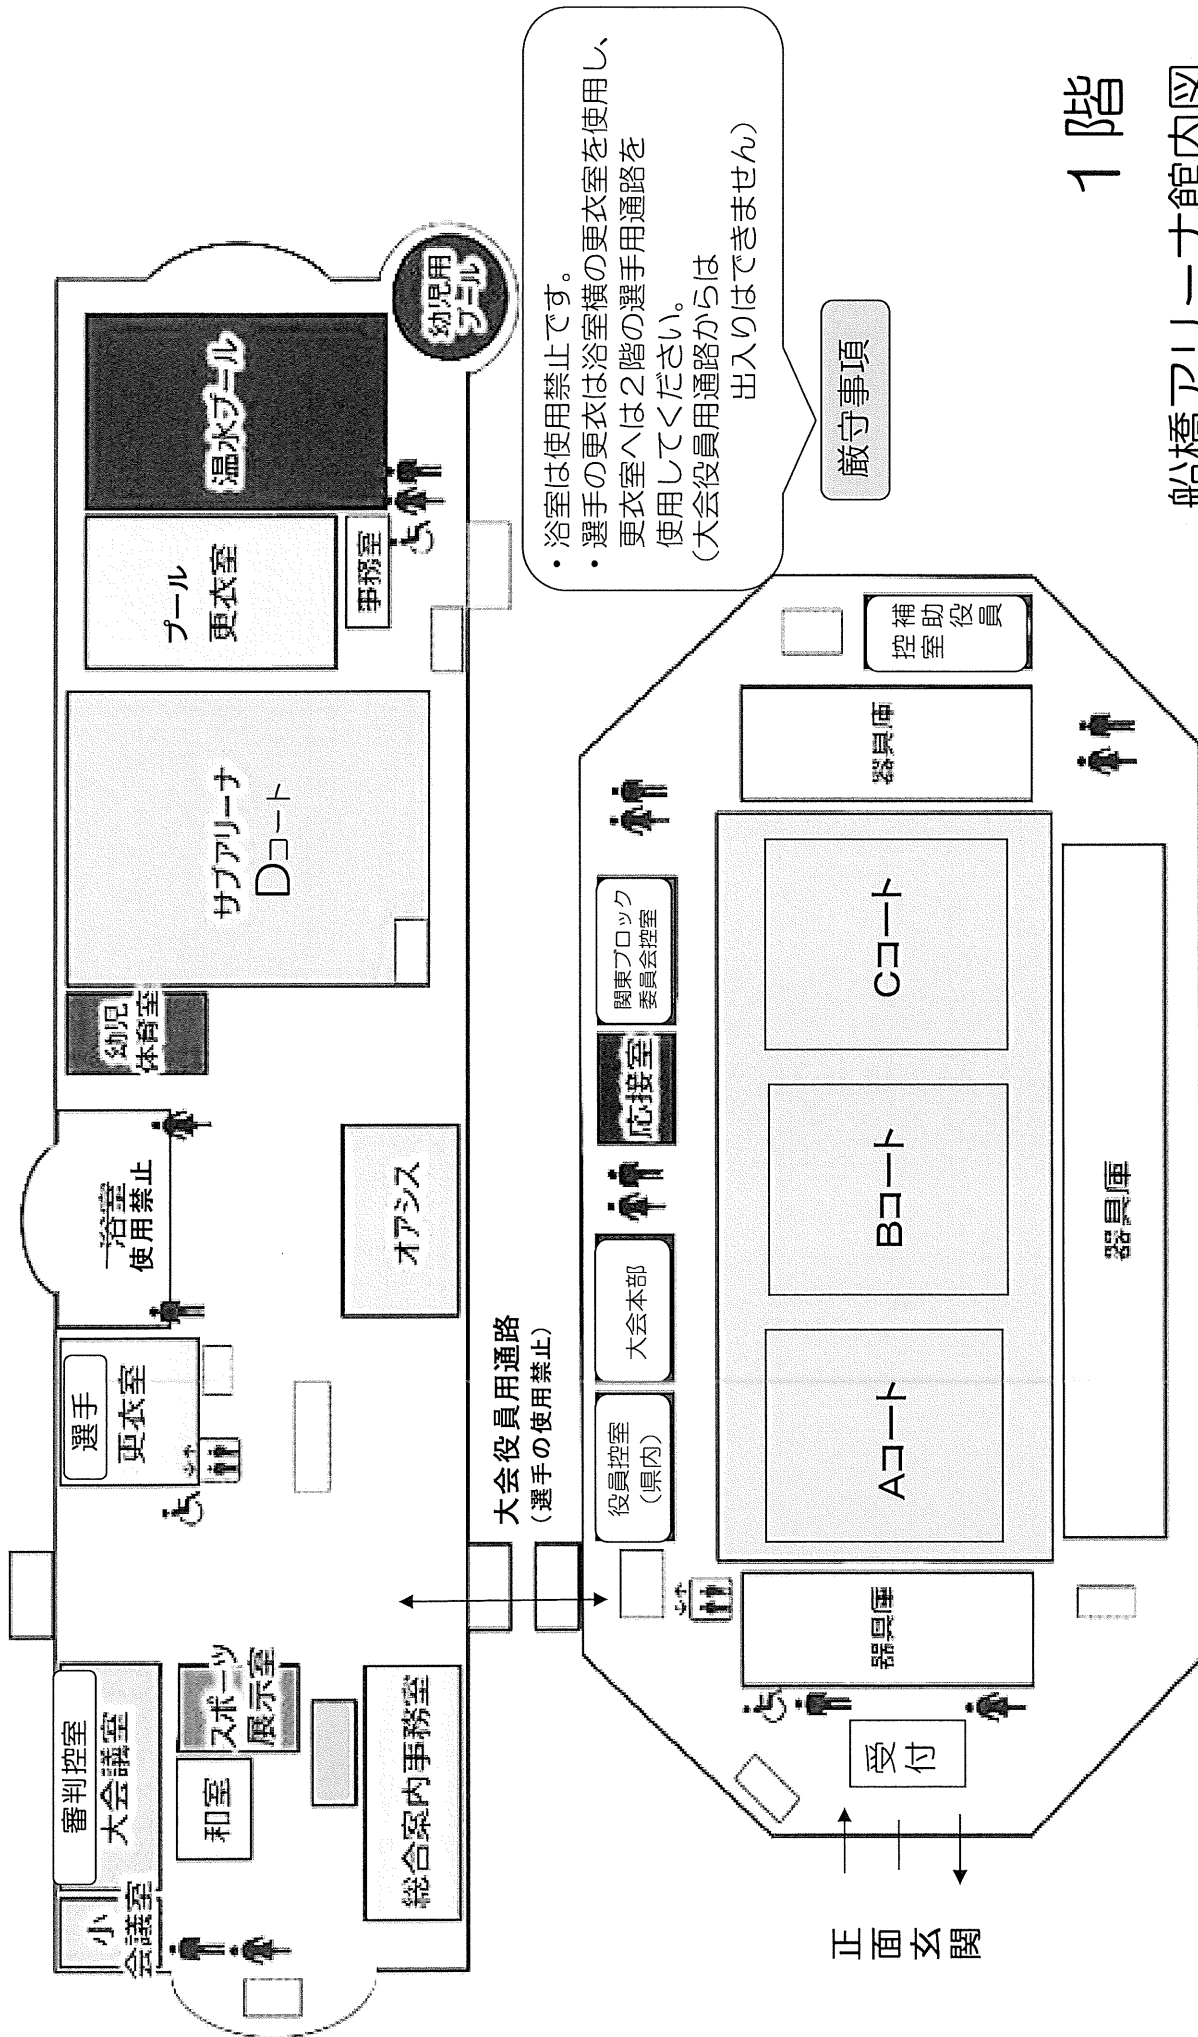 小
会議室
審判控室
大会議室
和室
スポーツ
展示室
総合案内事務室
選手
更衣室
浴室
使用禁止
オアシス
幼児
体育室
サブアリーナ
Dコート
プール
更衣室
事務室
温水プール
幼児用
プール
大会役員用通路
(選手の使用禁止)
・浴室は使用禁止です。
・選手の更衣は浴室横の更衣室を使用し、
更衣室へは2階の選手用通路を
使用してください。
(大会役員用通路からは
出入りはできません)
厳守事項
役員控室
(県内)
大会本部
応接室
関東ブロック
委員会控室
正面玄関
受付
器具庫
Aコート
Bコート
Cコート
器具庫
補助役員
控室
器具庫
1階
船橋アリーナ館内図